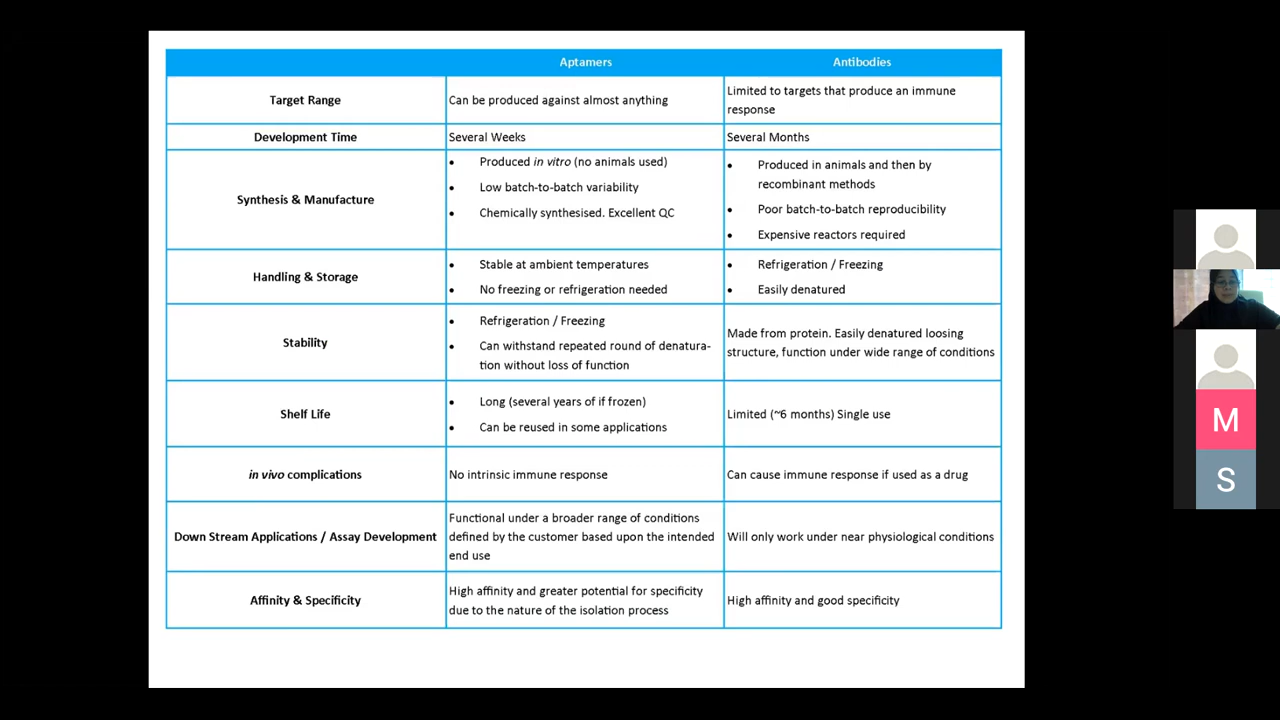 Aptamers
Antibodies
Target Range
Can be produced against almost anything
Limited to targets that produce an immune
response
Development Time
Several Weeks
Several Months
Synthesis & Manufacture
• Produced in vitro (no animals used)
• Low batch-to-batch variability
• Chemically synthesised. Excellent QC
• Produced in animals and then by
recombinant methods
• Poor batch-to-batch reproducibility
• Expensive reactors required
Handling & Storage
• Stable at ambient temperatures
• No freezing or refrigeration needed
• Refrigeration / Freezing
• Easily denatured
Stability
• Refrigeration / Freezing
• Can withstand repeated round of denatura-
tion without loss of function
Made from protein. Easily denatured loosing
structure, function under wide range of conditions
Shelf Life
• Long (several years of if frozen)
• Can be reused in some applications
Limited (~6 months) Single use
in vivo complications
No intrinsic immune response
Can cause immune response if used as a drug
Down Stream Applications / Assay Development
Functional under a broader range of conditions
defined by the customer based upon the intended
end use
Will only work under near physiological conditions
Affinity & Specificity
High affinity and greater potential for specificity
due to the nature of the isolation process
High affinity and good specificity
M
S